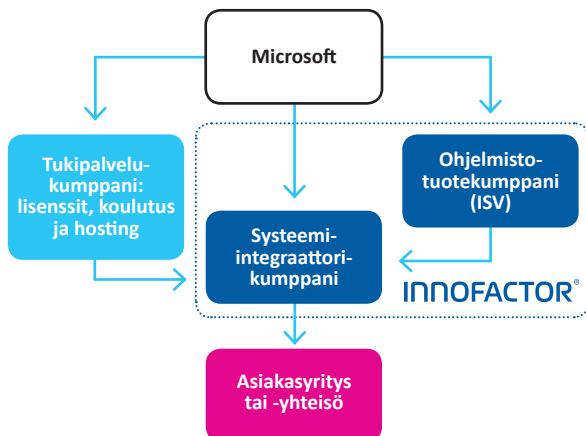 Microsoft
Tukipalvelu-
kumppani:
lisenssit, koulutus
ja hosting
Ohjelmisto-
tuotekumppani
(ISV)
Systeemi-
integraattori-
kumppani
INNOFACTOR®
Asiakasyritys
tai -yhteisö